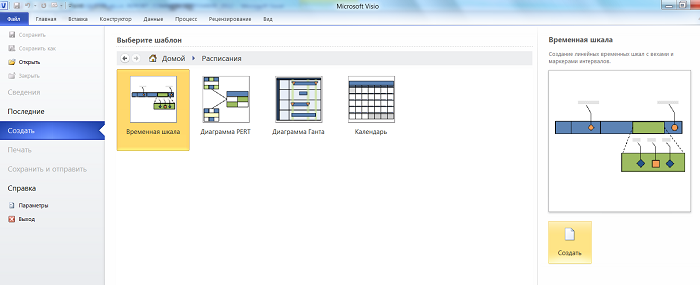 Microsoft Visio
Файл Главная Вставка Конструктор Данные Процесс Рецензирование Вид
Сохранить
Сохранить как
Открыть
Закрыть
Сведения
Последние
Создать
Печать
Сохранить и отправить
Справка
Параметры
Выход
Выберите шаблон
Домой Расписания
Временная шкала Диаграмма PERT Диаграмма Ганта Календарь
Временная шкала
Создание линейных временных шкал с вехами и
маркерами интервалов.
Создать